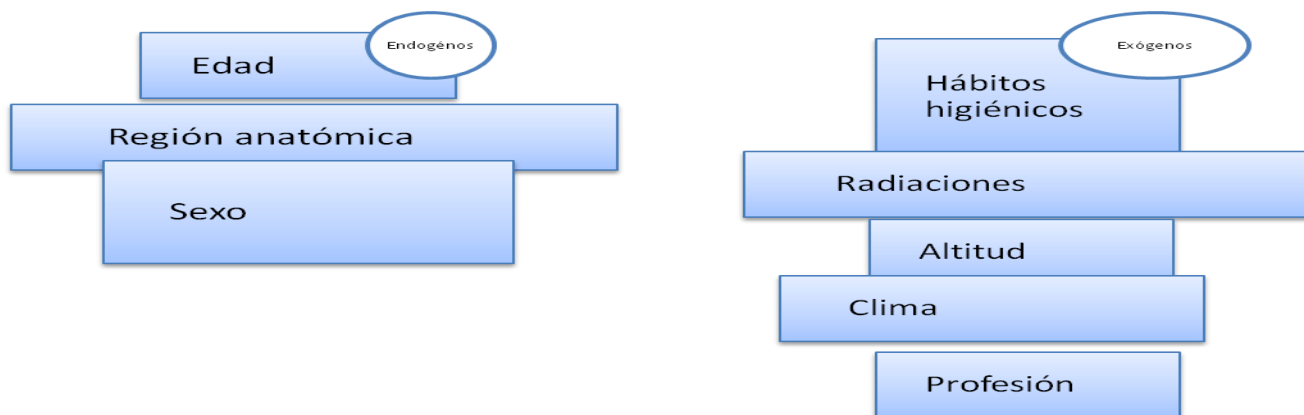 Endogénos
Edad
Región anatómica
Sexo
Exógenos
Hábitos
higiénicos
Radiaciones
Altitud
Clima
Profesión